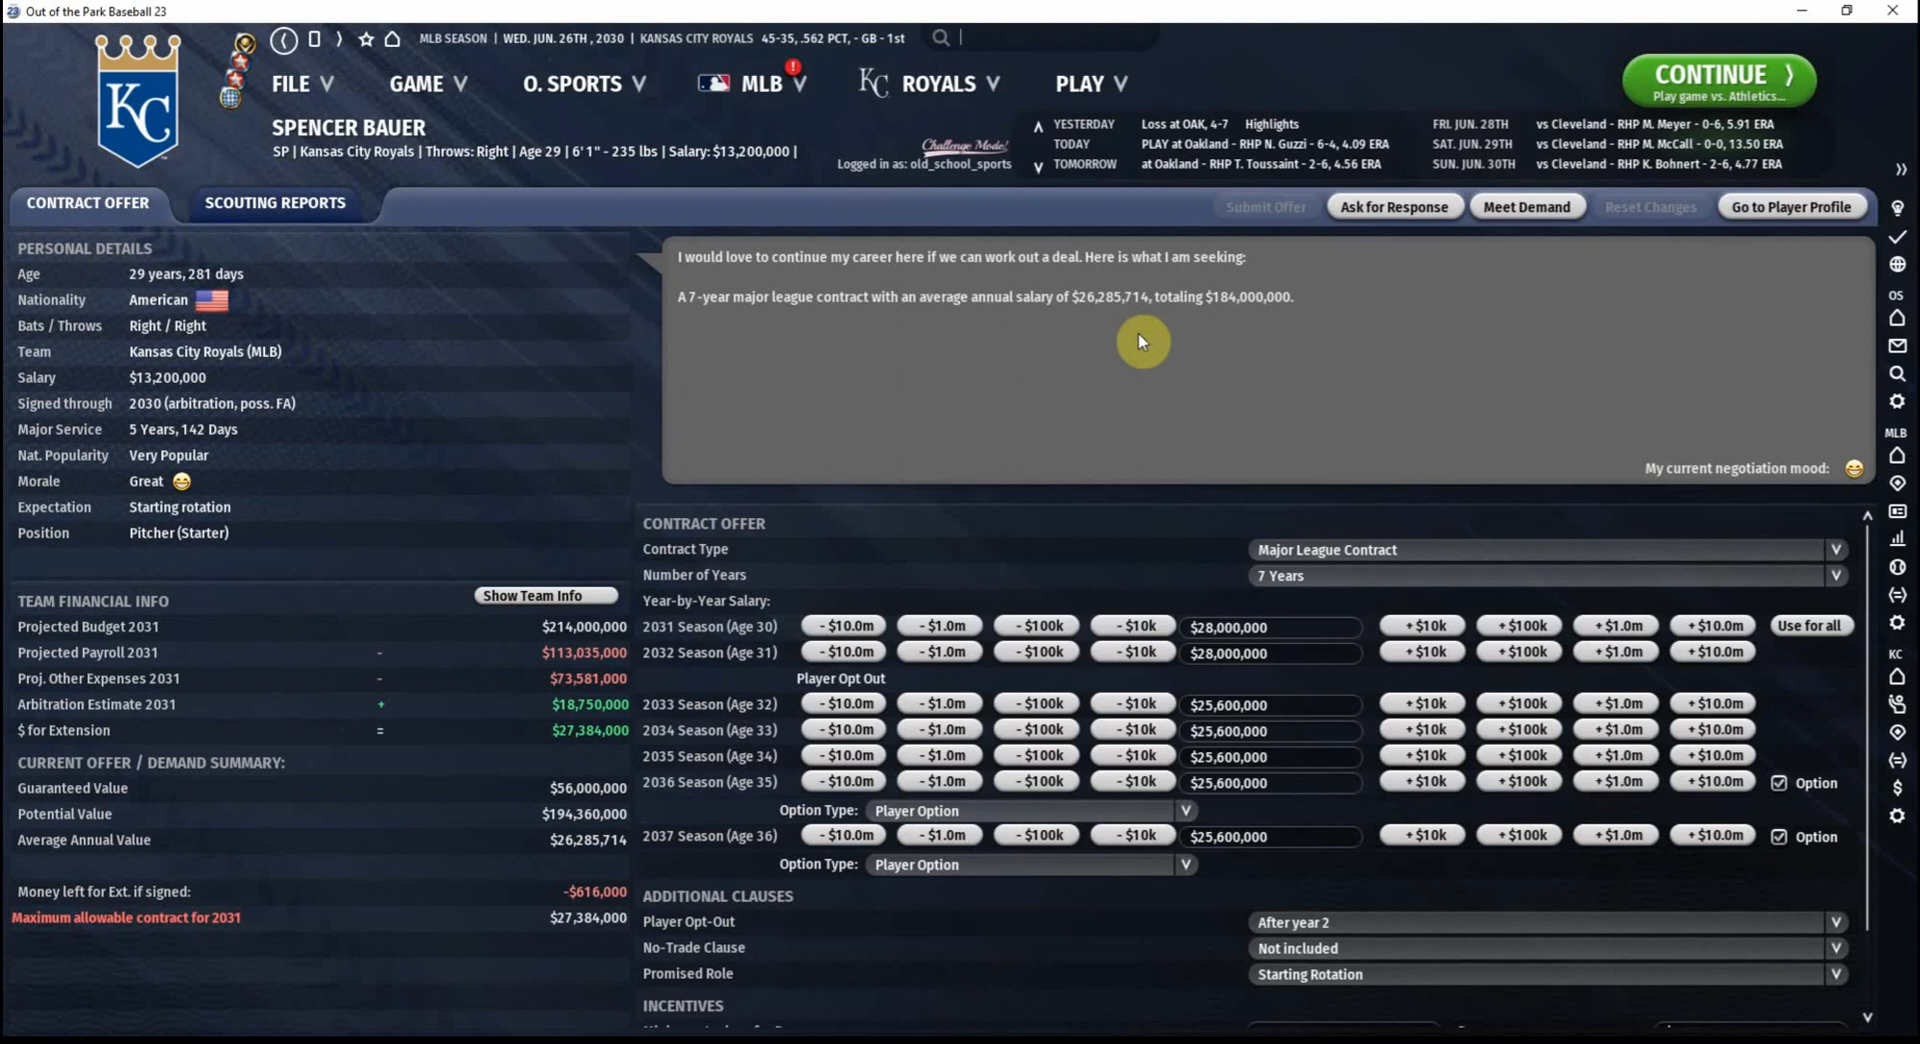 Out of the Park Baseball 23
MLB SEASON | WED. JUN. 26TH , 2030 | KANSAS CITY ROYALS 45-35, .562 PCT, - GB - 1st
FILE GAME O. SPORTS MLB ROYALS PLAY
CONTINUE
Play game vs. Athletics...
KC
SPENCER BAUER
SP | Kansas City Royals | Throws: Right | Age 29 | 6' 1" - 235 lbs | Salary: $13,200,000 |
Challenge Mode!
Logged in as: old_school_sports
YESTERDAY Loss at OAK, 4-7 Highlights FRI. JUN. 28TH vs Cleveland - RHP M. Meyer - 0-6, 5.91 ERA
TODAY PLAY at Oakland - RHP N. Guzzi - 6-4, 4.09 ERA SAT. JUN. 29TH vs Cleveland - RHP M. McCall - 0-0, 13.50 ERA
TOMORROW at Oakland - RHP T. Toussaint - 2-6, 4.56 ERA SUN. JUN. 30TH vs Cleveland - RHP K. Bohnert - 2-6, 4.77 ERA
CONTRACT OFFER SCOUTING REPORTS Submit Offer Ask for Response Meet Demand Reset Changes Go to Player Profile
PERSONAL DETAILS
Age 29 years, 281 days
Nationality American
Bats / Throws Right / Right
Team Kansas City Royals (MLB)
Salary $13,200,000
Signed through 2030 (arbitration, poss. FA)
Major Service 5 Years, 142 Days
Nat. Popularity Very Popular
Morale Great
Expectation Starting rotation
Position Pitcher (Starter)
I would love to continue my career here if we can work out a deal. Here is what I am seeking:
A 7-year major league contract with an average annual salary of $26,285,714, totaling $184,000,000.
My current negotiation mood:
TEAM FINANCIAL INFO Show Team Info
Projected Budget 2031 $214,000,000
Projected Payroll 2031 - $113,035,000
Proj. Other Expenses 2031 - $73,581,000
Arbitration Estimate 2031 + $18,750,000
$ for Extension = $27,384,000
CURRENT OFFER / DEMAND SUMMARY:
Guaranteed Value $56,000,000
Potential Value $194,360,000
Average Annual Value $26,285,714
Money left for Ext. if signed: -$616,000
Maximum allowable contract for 2031 $27,384,000
CONTRACT OFFER
Contract Type Major League Contract
Number of Years 7 Years
Year-by-Year Salary:
2031 Season (Age 30) - $10.0m - $1.0m - $100k - $10k $28,000,000 + $10k + $100k + $1.0m + $10.0m Use for all
2032 Season (Age 31) - $10.0m - $1.0m - $100k - $10k $28,000,000 + $10k + $100k + $1.0m + $10.0m
Player Opt Out
2033 Season (Age 32) - $10.0m - $1.0m - $100k - $10k $25,600,000 + $10k + $100k + $1.0m + $10.0m
2034 Season (Age 33) - $10.0m - $1.0m - $100k - $10k $25,600,000 + $10k + $100k + $1.0m + $10.0m
2035 Season (Age 34) - $10.0m - $1.0m - $100k - $10k $25,600,000 + $10k + $100k + $1.0m + $10.0m
2036 Season (Age 35) - $10.0m - $1.0m - $100k - $10k $25,600,000 + $10k + $100k + $1.0m + $10.0m Option
Option Type: Player Option
2037 Season (Age 36) - $10.0m - $1.0m - $100k - $10k $25,600,000 + $10k + $100k + $1.0m + $10.0m Option
Option Type: Player Option
ADDITIONAL CLAUSES
Player Opt-Out After year 2
No-Trade Clause Not included
Promised Role Starting Rotation
INCENTIVES
OS
MLB
KC